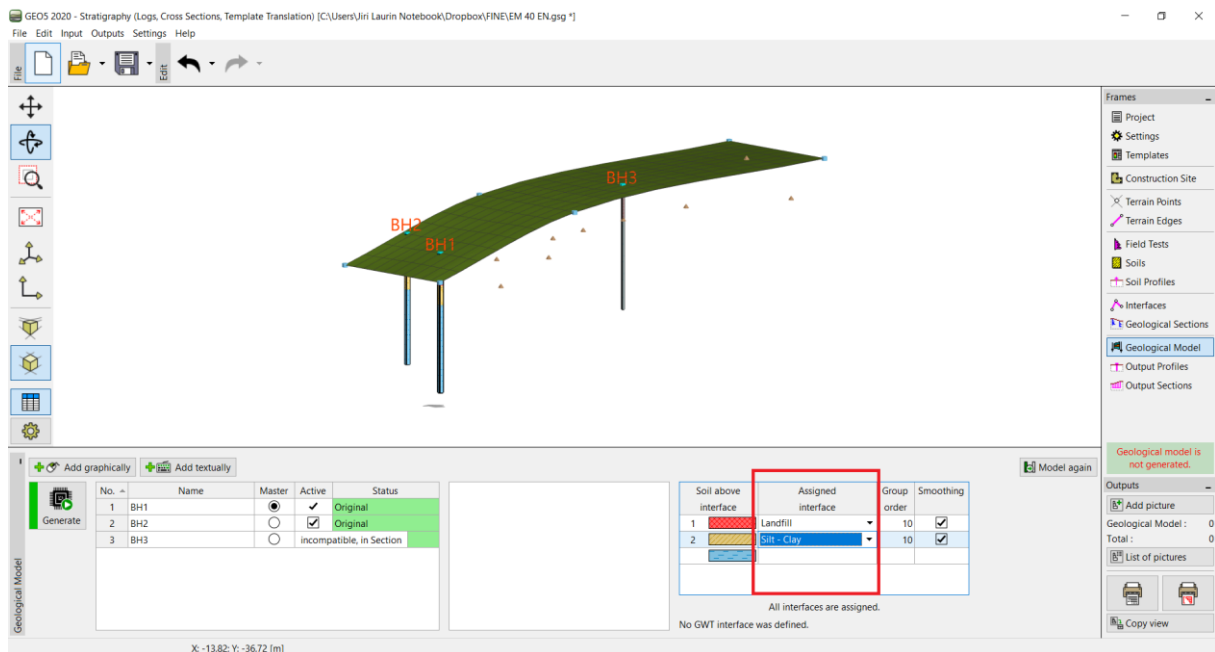 GEO5 2020 - Stratigraphy (Logs, Cross Sections, Template Translation) [C:\Users\Jiri Laurin Notebook\Dropbox\FINE\EM 40 EN.gsg *]
File Edit Input Outputs Settings Help
File
Edit
BH3
BH2
BH1
Frames
Project
Settings
Templates
Construction Site
Terrain Points
Terrain Edges
Field Tests
Soils
Soil Profiles
Interfaces
Geological Sections
Geological Model
Output Profiles
Output Sections
Geological model is
not generated.
Outputs
Add picture
Geological Model : 0
Total : 0
List of pictures
Copy view
Geological Model
Add graphically
Add textually
Model again
Generate
No. Name Master Active Status
1 BH1 Original
2 BH2 Original
3 BH3 incompatible, in Section
Soil above
interface
Assigned
interface
Group
order
Smoothing
1 Landfill 10
2 Silt - Clay 10
All interfaces are assigned.
No GWT interface was defined.
X: -13.82; Y: -36.72 [m]